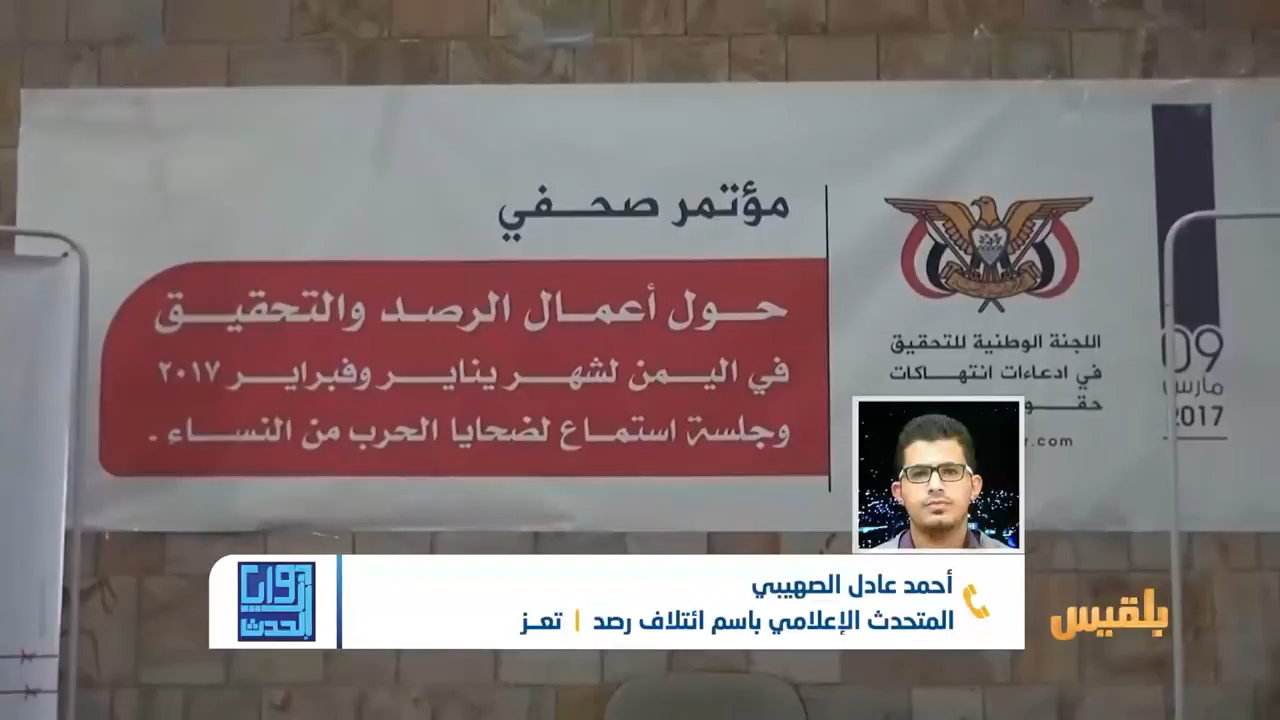 مؤتمر صحفي
حول أعمال الرصد والتحقيق
في اليمن لشهر يناير وفبراير ٢٠١٧
وجلسة استماع لضحايا الحرب من النساء .
اللجنة الوطنية للتحقيق
في ادعاءات انتهاكات
09
مارس
2017
أحمد عادل الصهيبي
المتحدث الإعلامي باسم ائتلاف رصد | تعز
بلقيس
الحدث